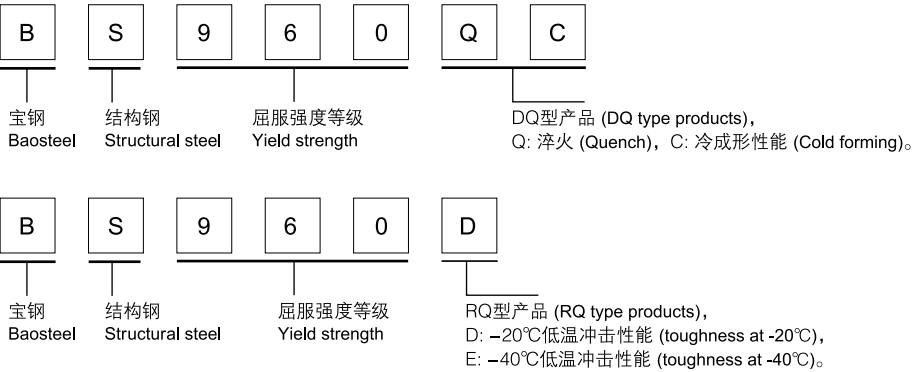 B S 9 6 0 Q C
宝钢 结构钢 屈服强度等级 DQ型产品 (DQ type products)，
Baosteel Structural steel Yield strength Q: 淬火 (Quench)，C: 冷成形性能 (Cold forming)。
B S 9 6 0 D
宝钢 结构钢 屈服强度等级 RQ型产品 (RQ type products)，
Baosteel Structural steel Yield strength D: –20℃低温冲击性能 (toughness at -20℃)，
E: –40℃低温冲击性能 (toughness at -40℃)。